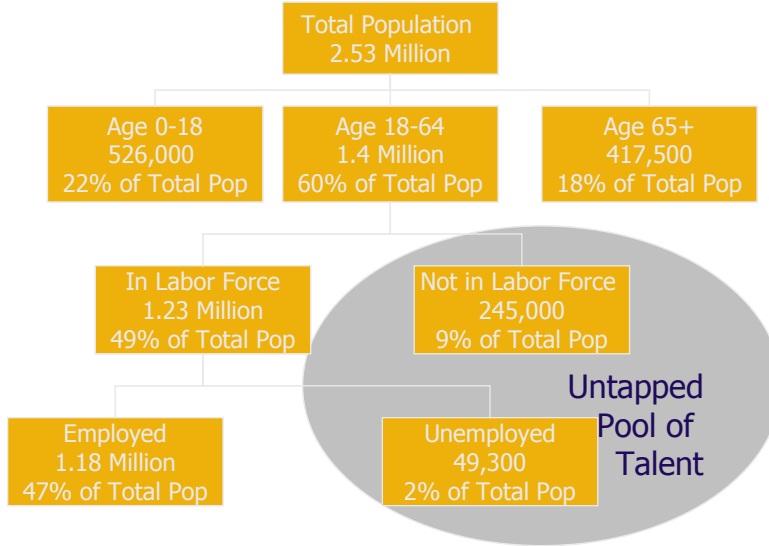 Total Population
2.53 Million
Age 0-18
526,000
22% of Total Pop
Age 18-64
1.4 Million
60% of Total Pop
Age 65+
417,500
18% of Total Pop
In Labor Force
1.23 Million
49% of Total Pop
Not in Labor Force
245,000
9% of Total Pop
Untapped
Pool of
Talent
Employed
1.18 Million
47% of Total Pop
Unemployed
49,300
2% of Total Pop